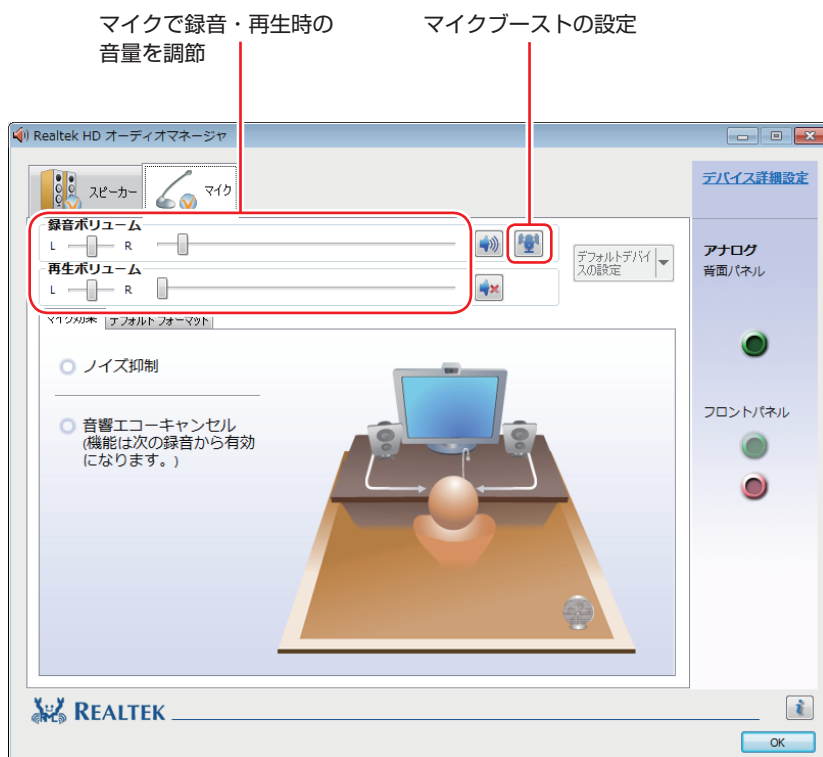 マイクで録音・再生時の
音量を調節
マイクブーストの設定
Realtek HD オーディオマネージャ
スピーカー
マイク
デバイス詳細設定
録音ボリューム
L R
再生ボリューム
L R
デフォルトデバイ
スの設定
アナログ
背面パネル
マイク効果
デフォルトフォーマット
ノイズ抑制
音響エコーキャンセル
(機能は次の録音から有効
になります。)
フロントパネル
REALTEK
OK